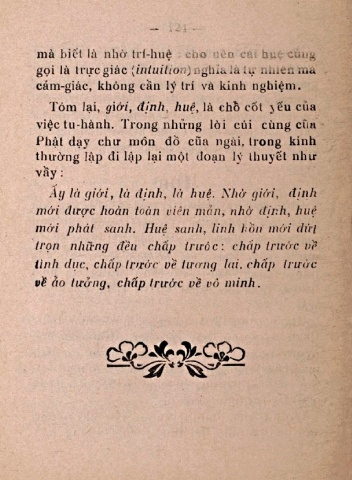 — 124 —
mà biết là nhờ trí-huệ : cho nên cái huệ cũng
gọi là trực giác (intuition) nghĩa là tự nhiên mà
cảm-giác, không cần lý trí và kinh nghiệm.
Tóm lại, giới, định, huệ, là chỗ cốt yếu của
việc tu-hành. Trong những lời cúi cùng của
Phật dạy chư môn đồ của ngài, trong kinh
thường lập đi lập lại một đoạn lý thuyết như
vầy :
Ấy là giới, là định, là huệ. Nhờ giới, định
mới được hoàn toàn viên mãn, nhờ định, huệ
mới phát sanh. Huệ sanh, linh hồn mới dứt
trọn những đều chấp trước : chấp trước về
tình dục, chấp trước về tương lai, chấp trước
về ảo tưởng, chấp trước về vô minh.